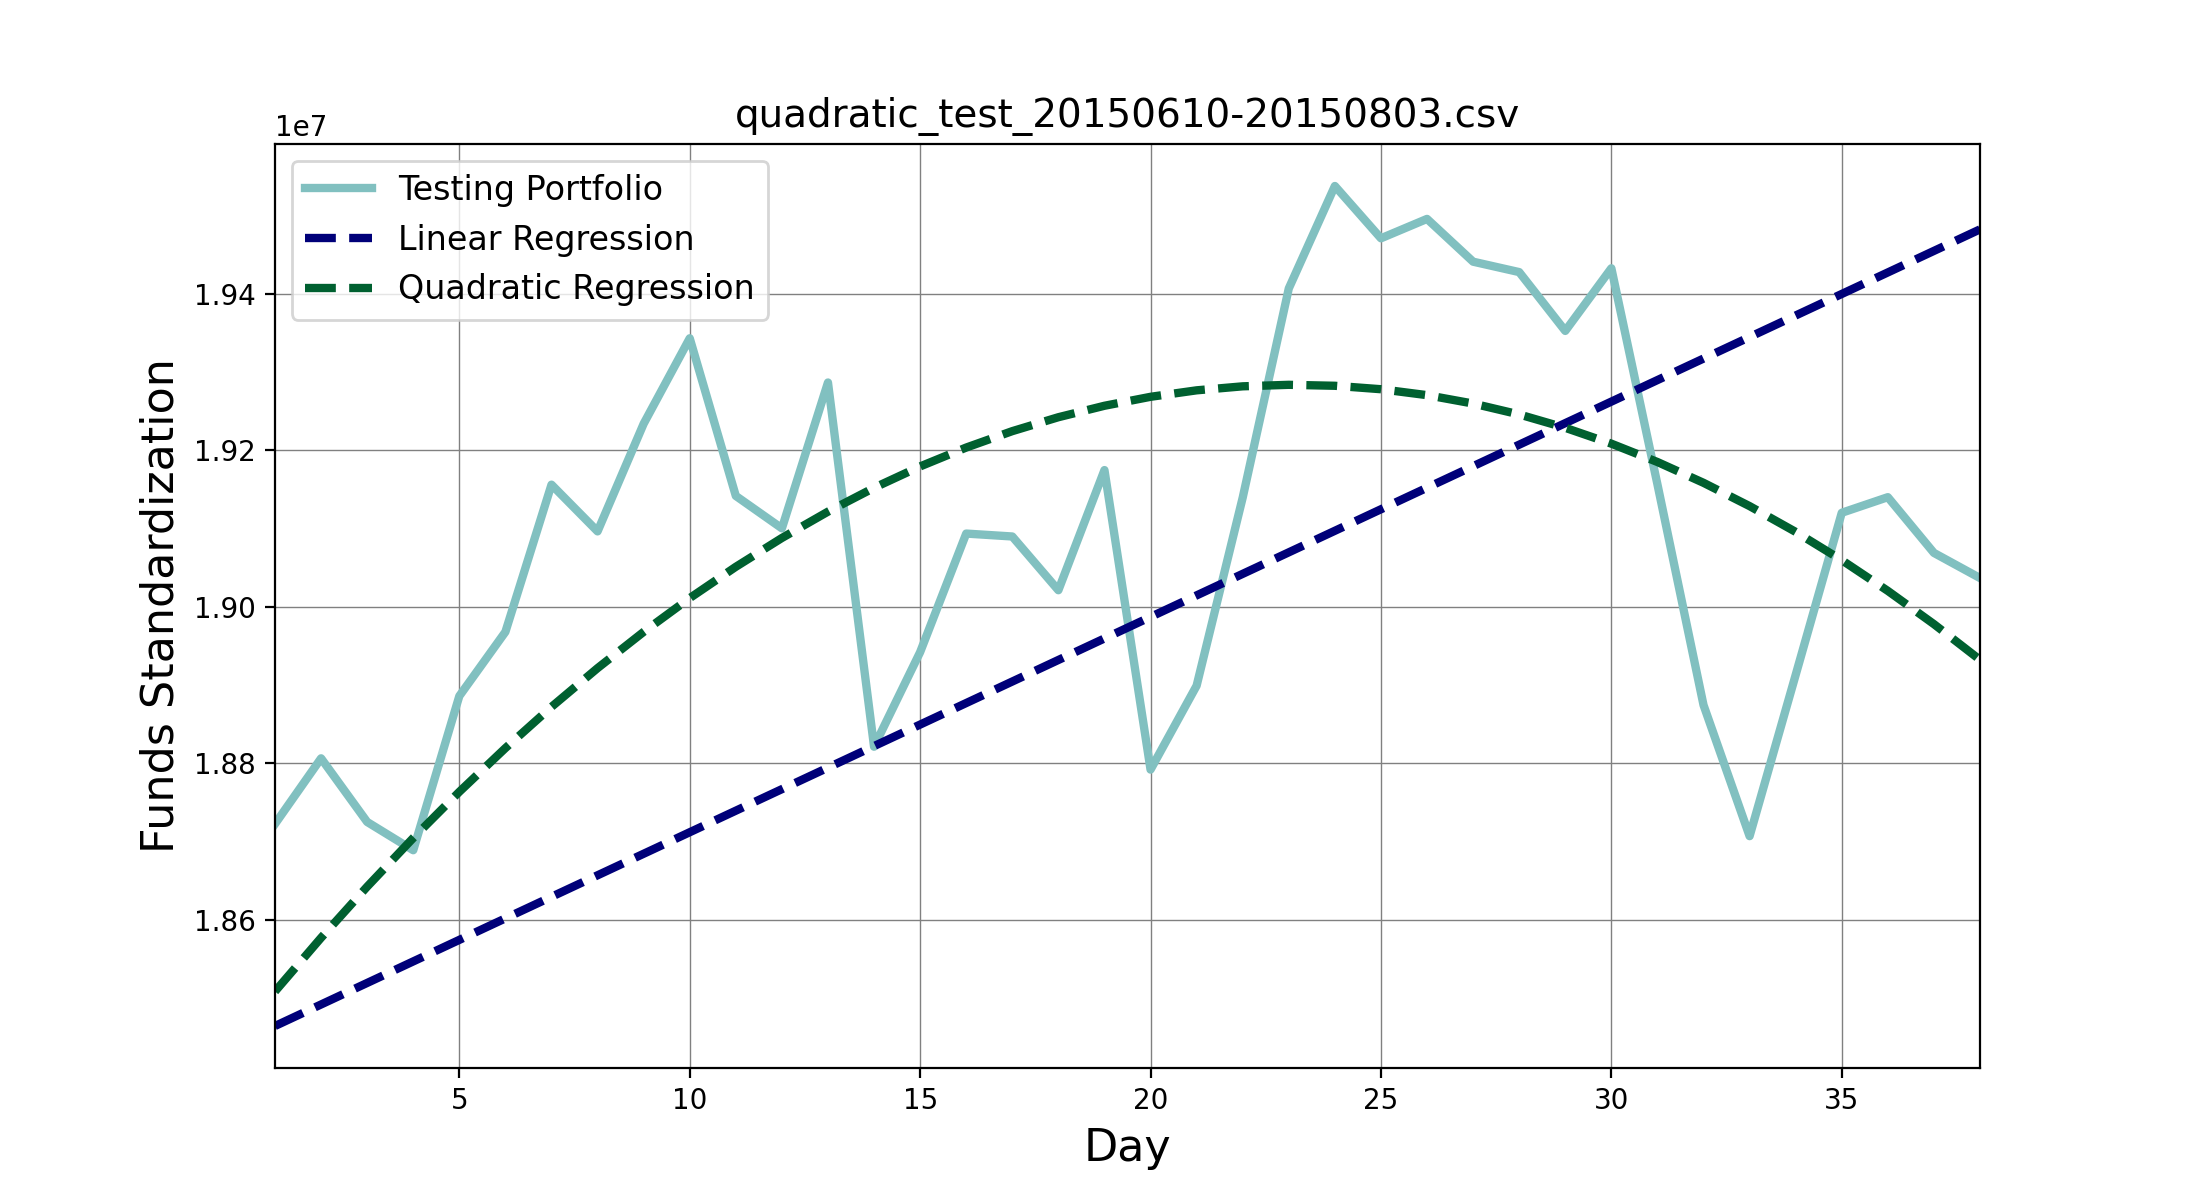 quadratic_test_20150610-20150803.csv
1e7
Testing Portfolio
Linear Regression
Quadratic Regression
1.94
1.92
1.90
1.88
1.86
Funds Standardization
5 10 15 20 25 30 35
Day